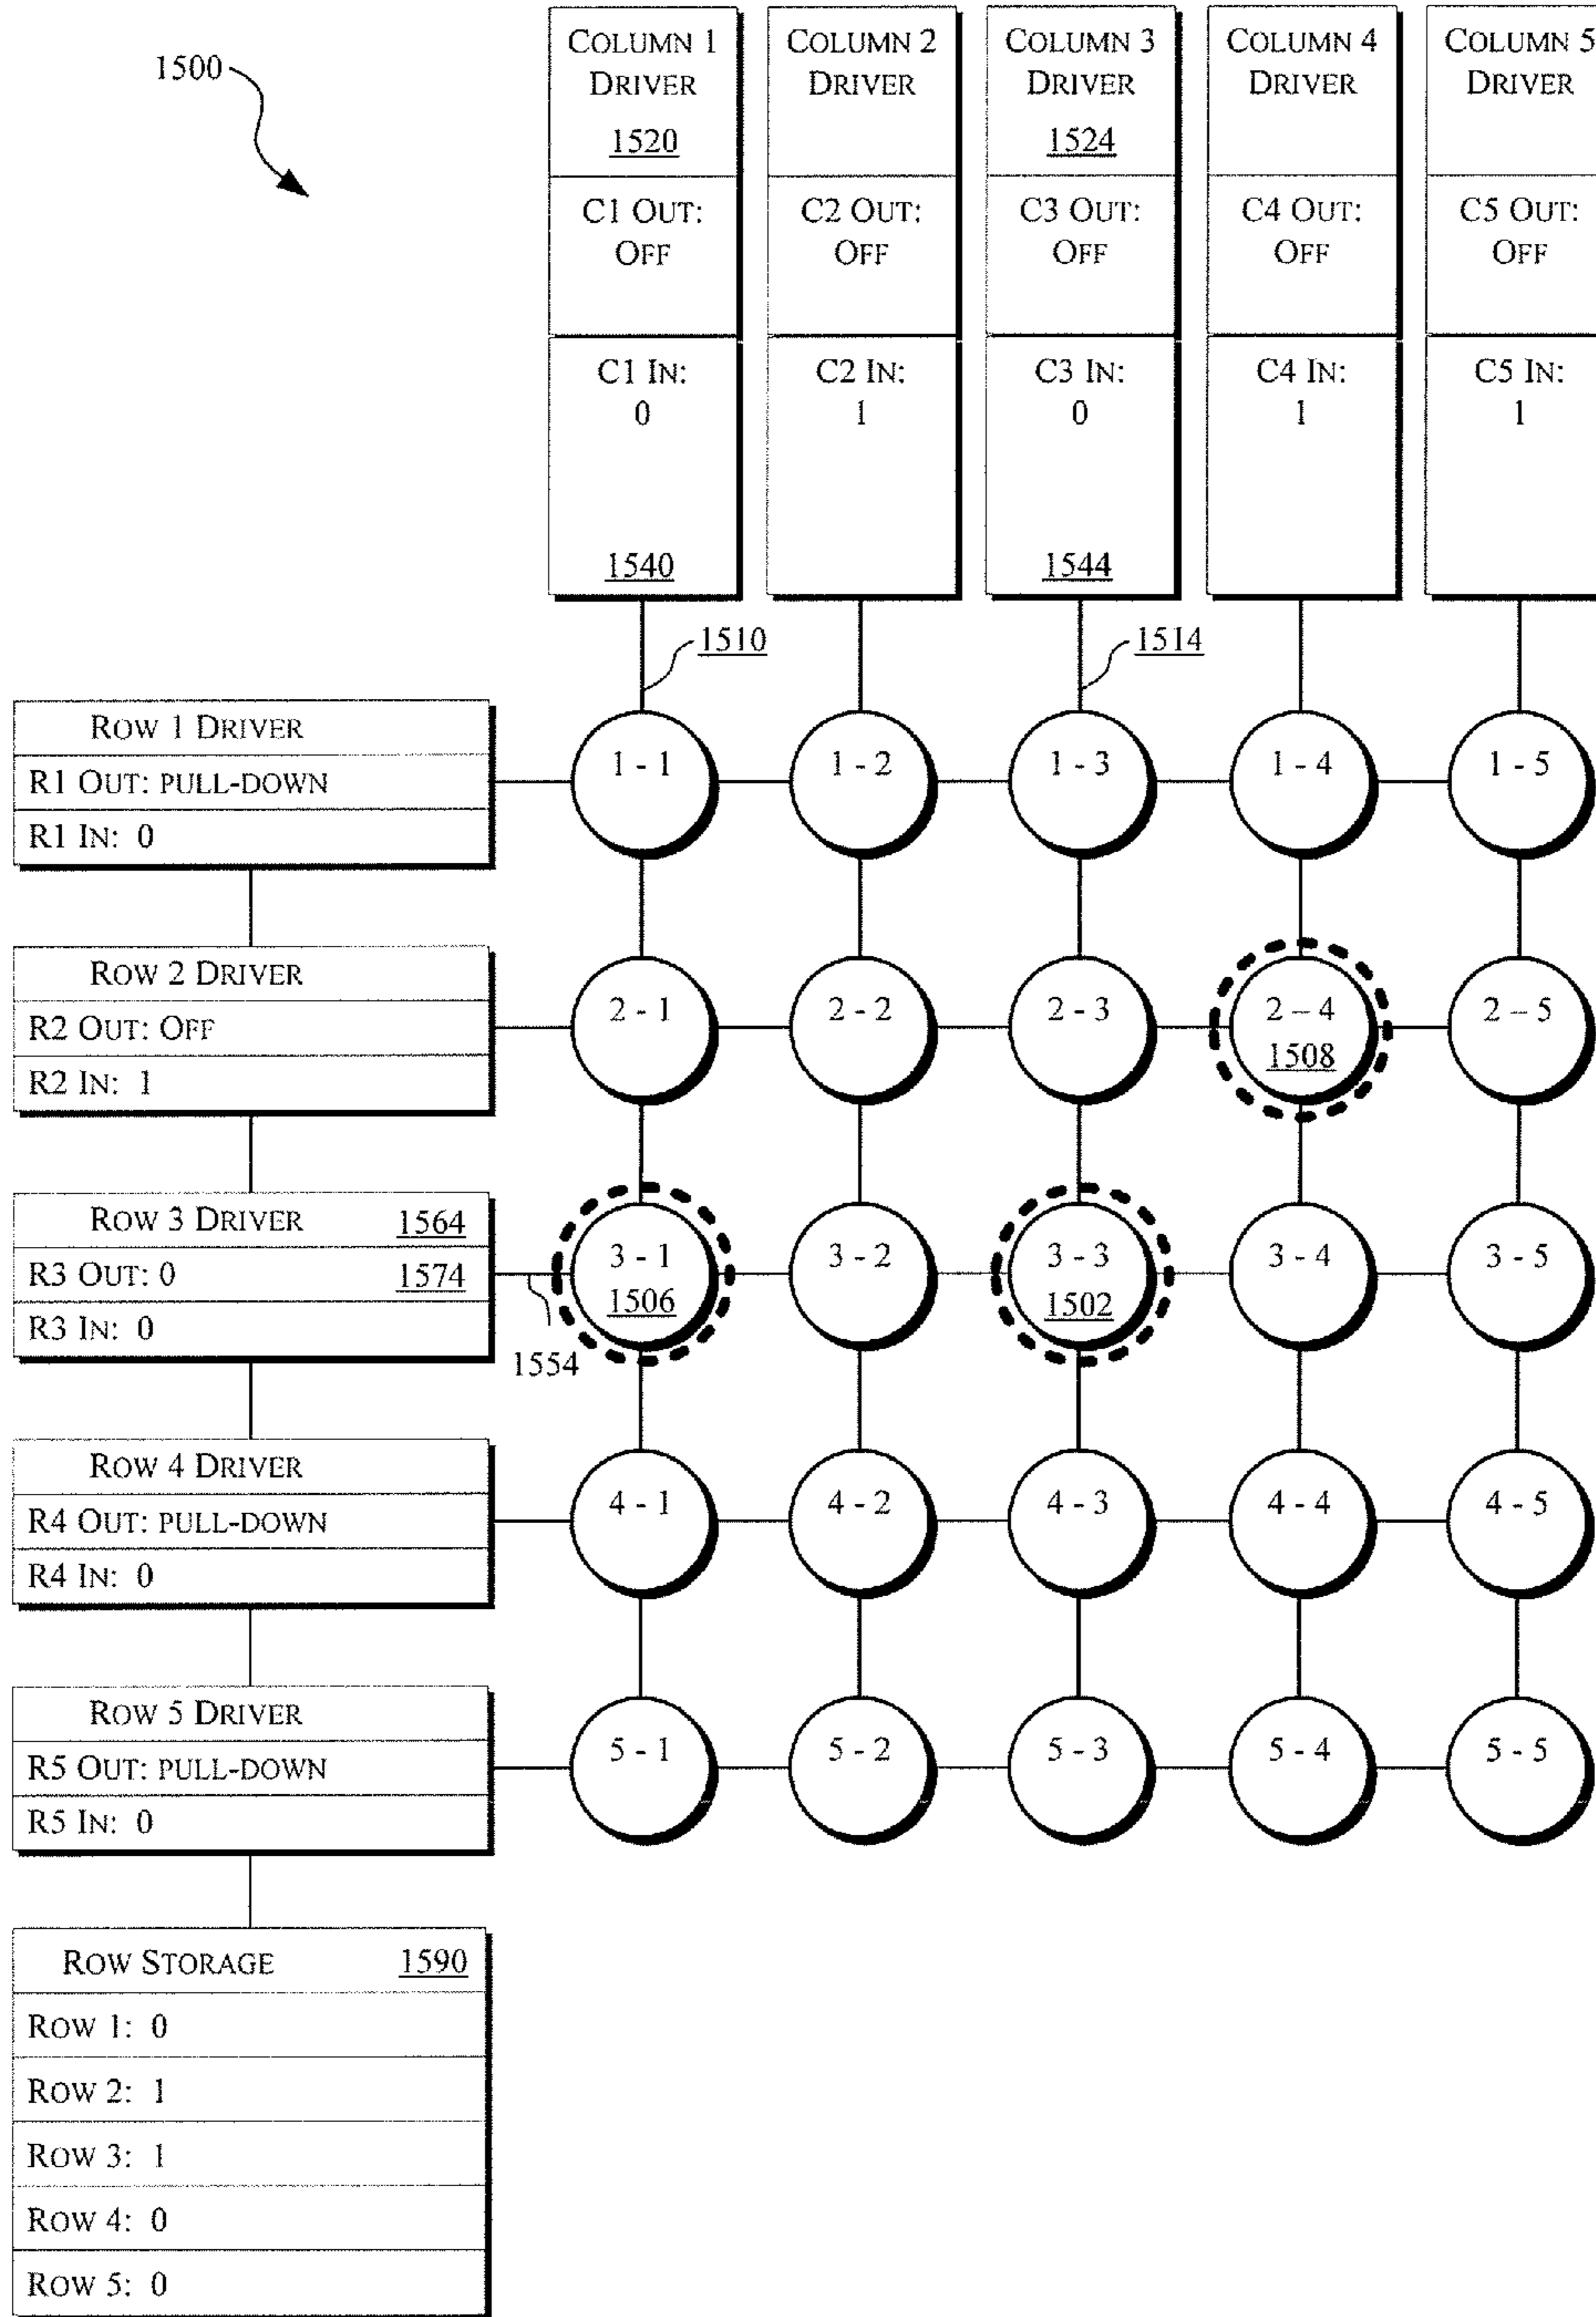 1500
COLUMN 1
DRIVER
1520
C1 OUT:
OFF
C1 IN:
0
1540
COLUMN 2
DRIVER
C2 OUT:
OFF
C2 IN:
1
COLUMN 3
DRIVER
1524
C3 OUT:
OFF
C3 IN:
0
1544
COLUMN 4
DRIVER
C4 OUT:
OFF
C4 IN:
1
COLUMN 5
DRIVER
C5 OUT:
OFF
C5 IN:
1
1510
1514
ROW 1 DRIVER
R1 OUT: PULL-DOWN
R1 IN: 0
1 - 1
1 - 2
1 - 3
1 - 4
1 - 5
ROW 2 DRIVER
R2 OUT: OFF
R2 IN: 1
2 - 1
2 - 2
2 - 3
2 – 4
1508
2 – 5
ROW 3 DRIVER 1564
R3 OUT: 0 1574
R3 IN: 0
1554
3 - 1
1506
3 - 2
3 - 3
1502
3 - 4
3 - 5
ROW 4 DRIVER
R4 OUT: PULL-DOWN
R4 IN: 0
4 - 1
4 - 2
4 - 3
4 - 4
4 - 5
ROW 5 DRIVER
R5 OUT: PULL-DOWN
R5 IN: 0
5 - 1
5 - 2
5 - 3
5 - 4
5 - 5
ROW STORAGE 1590
ROW 1: 0
ROW 2: 1
ROW 3: 1
ROW 4: 0
ROW 5: 0